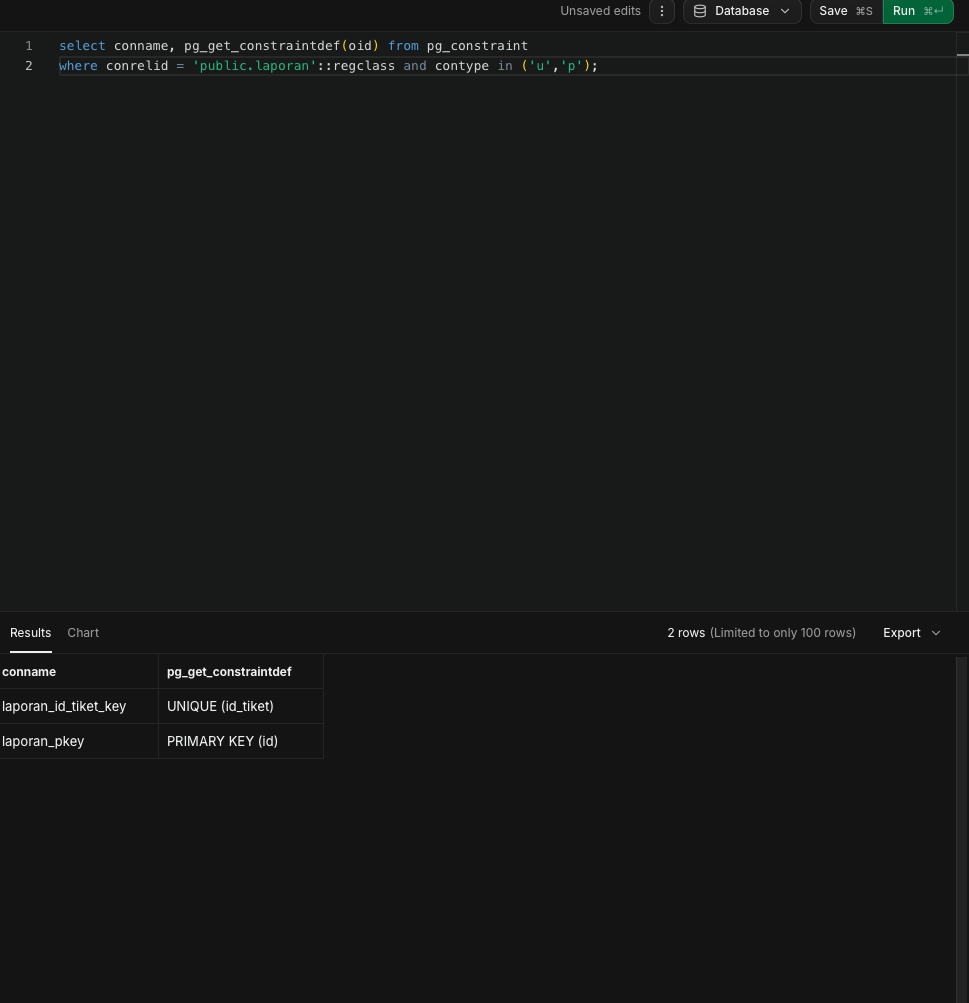 Unsaved edits Database Save ⌘S Run ⌘↵
1 select conname, pg_get_constraintdef(oid) from pg_constraint
2 where conrelid = 'public.laporan'::regclass and contype in ('u','p');
Results Chart 2 rows (Limited to only 100 rows) Export
conname pg_get_constraintdef
laporan_id_tiket_key UNIQUE (id_tiket)
laporan_pkey PRIMARY KEY (id)